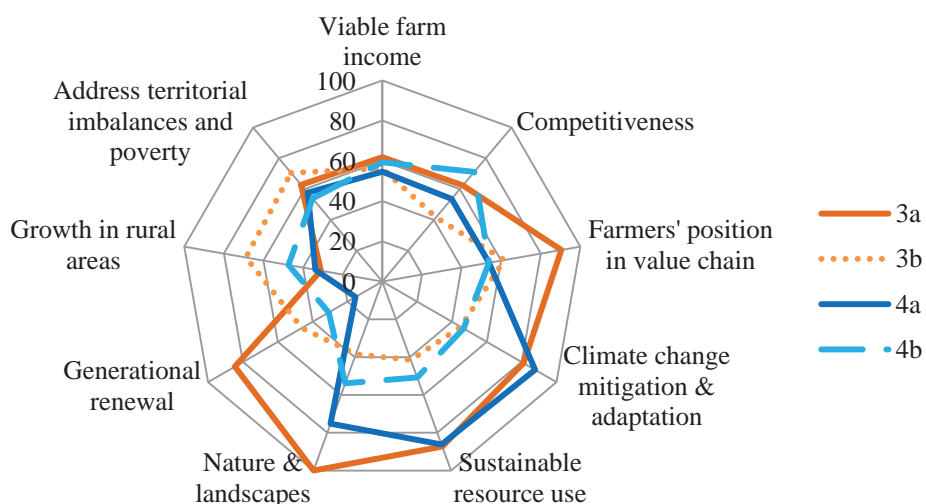 Viable farm
income
100
80
60
40
20
0
Address territorial
imbalances and
poverty
Competitiveness
Growth in rural
areas
Farmers' position
in value chain
Generational
renewal
Climate change
mitigation &
adaptation
Nature &
landscapes
Sustainable
resource use
3a
3b
4a
4b